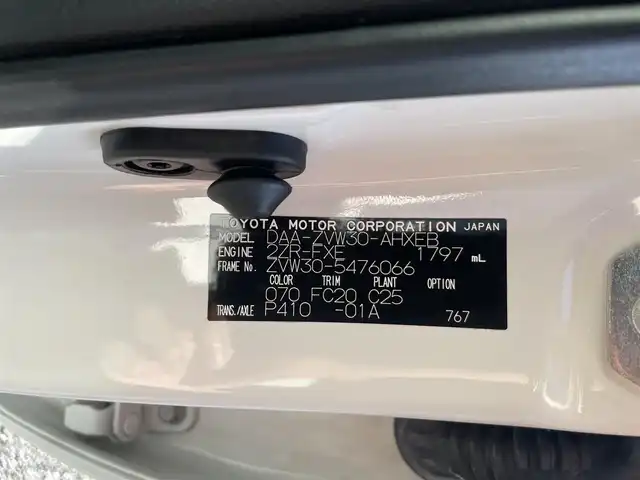 TOYOTA MOTOR CORPORATION JAPAN
MODEL DAA-ZVW30-AHXEB
ENGINE 2ZR-FXE 1797 mL
FRAME No. ZVW30-5476066
COLOR TRIM PLANT OPTION
070 FC20 C25
TRANS./AXLE P410 -01A 767